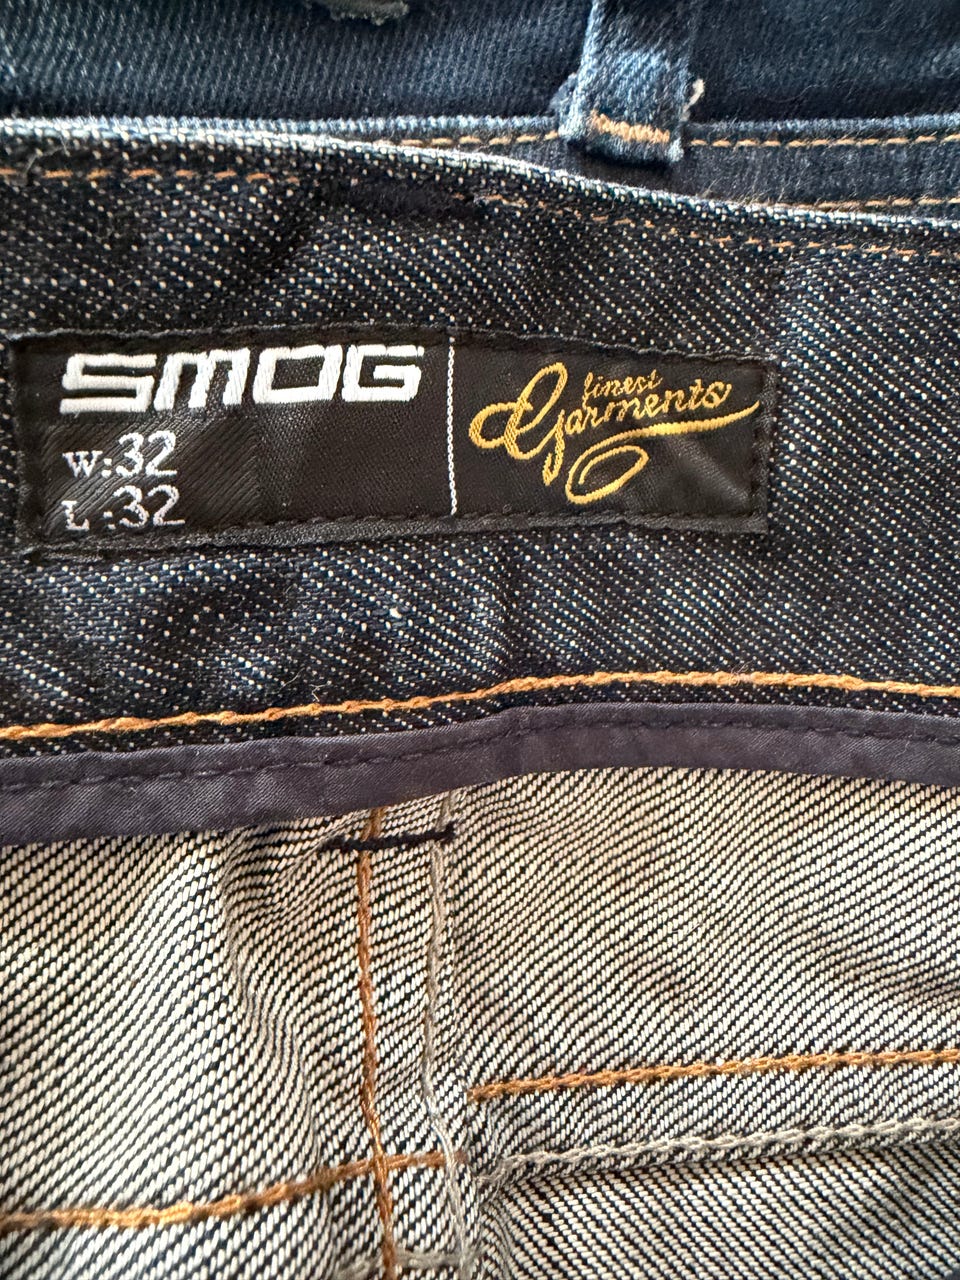 SMOG
W:32
L:32
finest
Garments